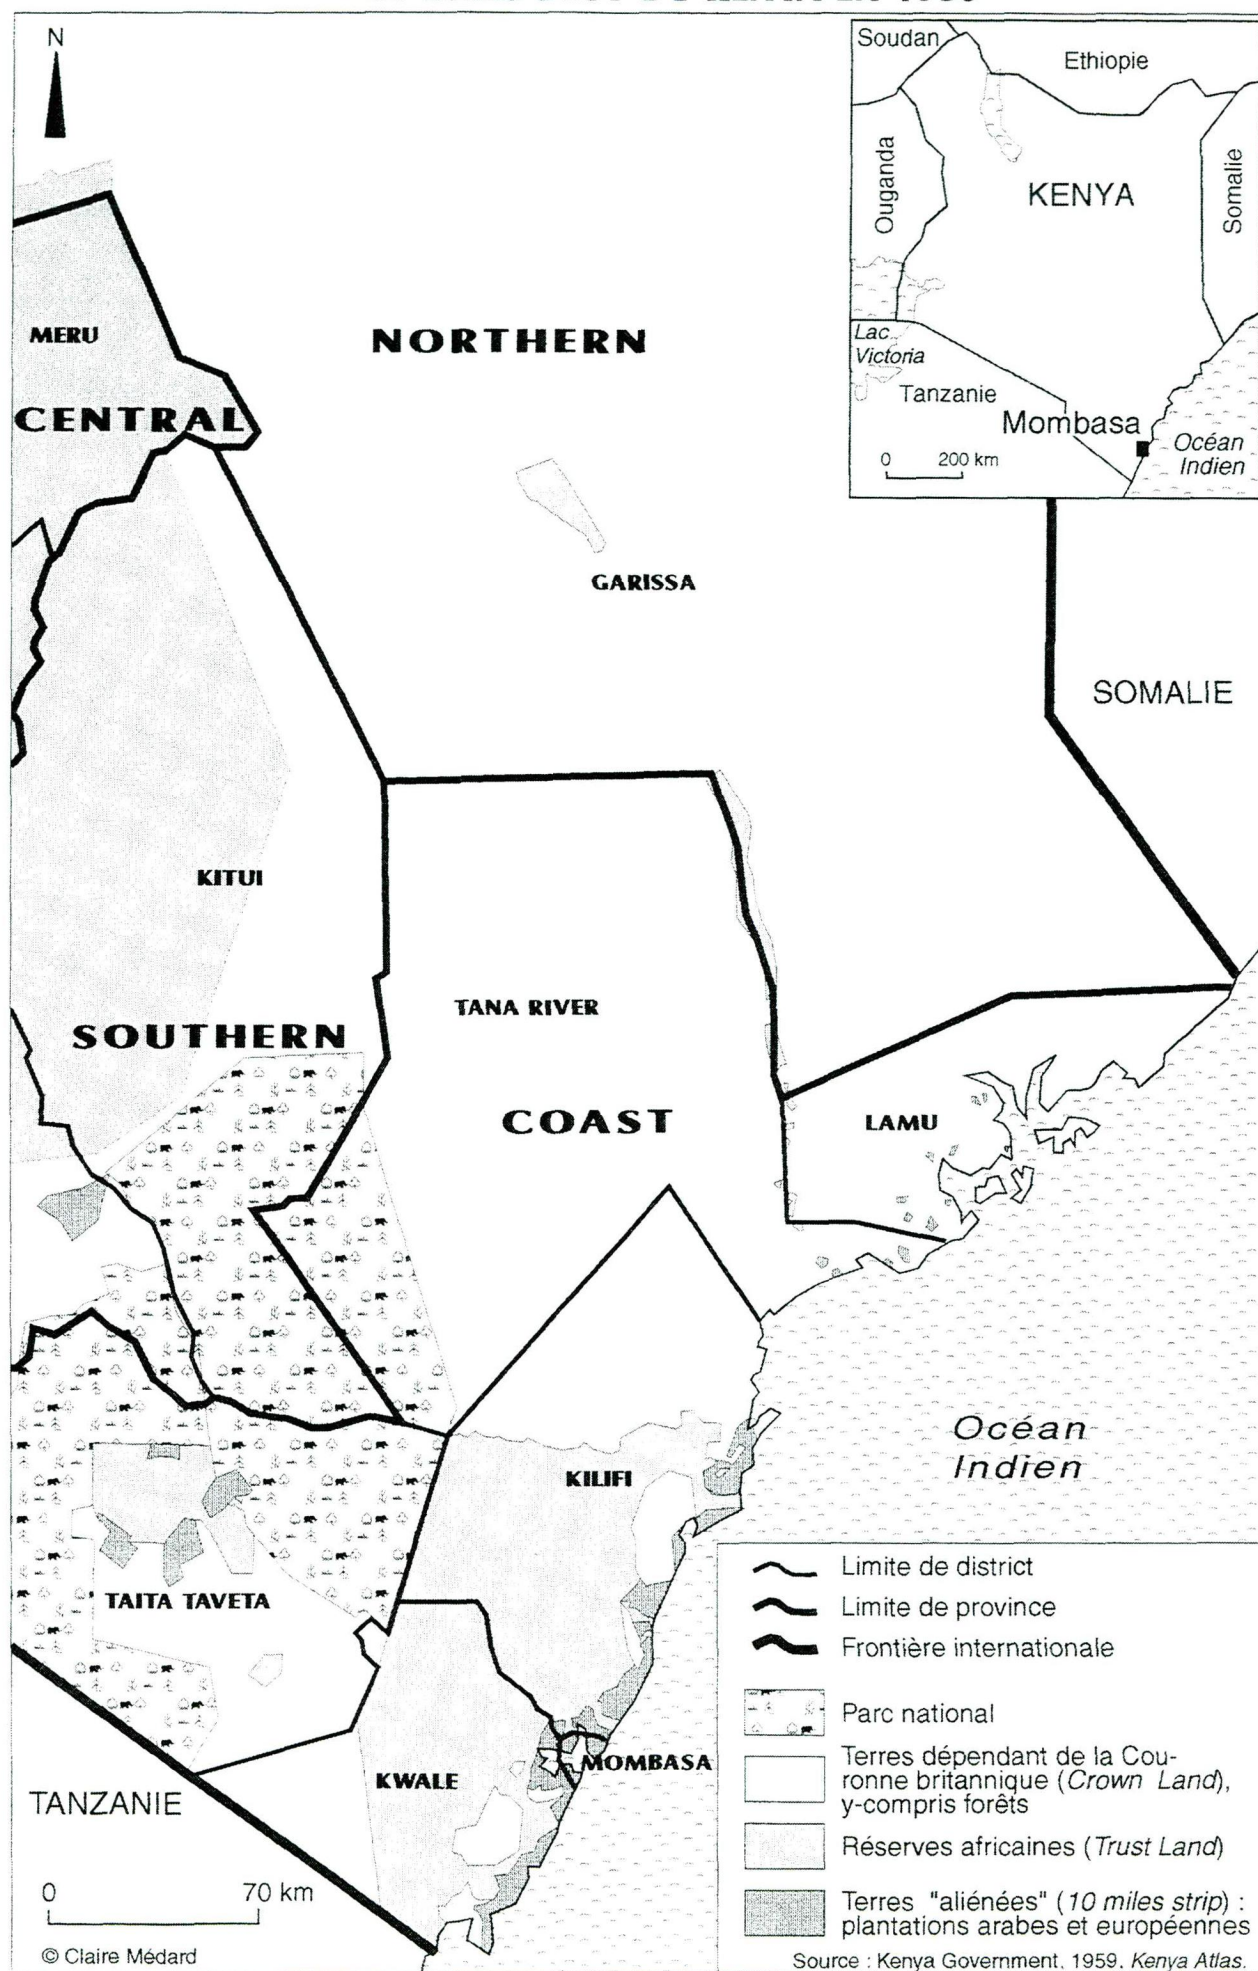 N
Soudan
Ethiopie
Ouganda
KENYA
Somalie
Lac
Victoria
Tanzanie
Mombasa
Océan
Indien
0 200 km
MERU
NORTHERN
CENTRAL
GARISSA
SOMALIE
KITUI
TANA RIVER
SOUTHERN
COAST
LAMU
Océan
Indien
KILIFI
TAITA TAVETA
MOMBASA
KWALE
TANZANIE
0 70 km
© Claire Médard
Limite de district
Limite de province
Frontière internationale
Parc national
Terres dépendant de la Cou-
ronne britannique (Crown Land),
y-compris forêts
Réserves africaines (Trust Land)
Terres "aliénées" (10 miles strip) :
plantations arabes et européennes
Source : Kenya Government, 1959, Kenya Atlas.